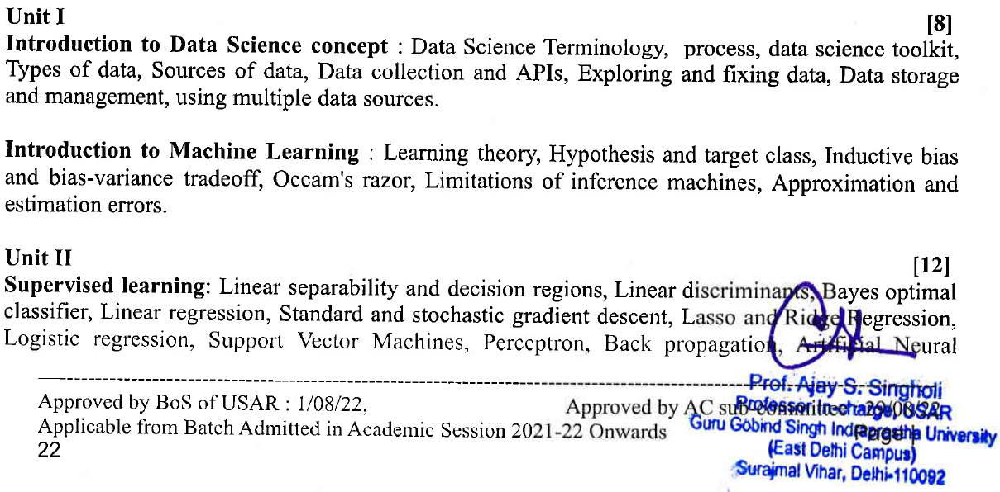 Unit I
[8]
Introduction to Data Science concept : Data Science Terminology, process, data science toolkit,
Types of data, Sources of data, Data collection and APIs, Exploring and fixing data, Data storage
and management, using multiple data sources.
Introduction to Machine Learning : Learning theory, Hypothesis and target class, Inductive bias
and bias-variance tradeoff, Occam's razor, Limitations of inference machines, Approximation and
estimation errors.
Unit II
[12]
Supervised learning: Linear separability and decision regions, Linear discriminants, Bayes optimal
classifier, Linear regression, Standard and stochastic gradient descent, Lasso and Ridge Regression,
Logistic regression, Support Vector Machines, Perceptron, Back propagation, Artificial Neural
Approved by BoS of USAR : 1/08/22,
Approved by AC sub-committee : 29/08/22
Applicable from Batch Admitted in Academic Session 2021-22 Onwards
Page |
22
Prof. Ajay S. Singholi
Professor In-charge, USAR
Guru Gobind Singh Indraprastha University
(East Delhi Campus)
Surajmal Vihar, Delhi-110092